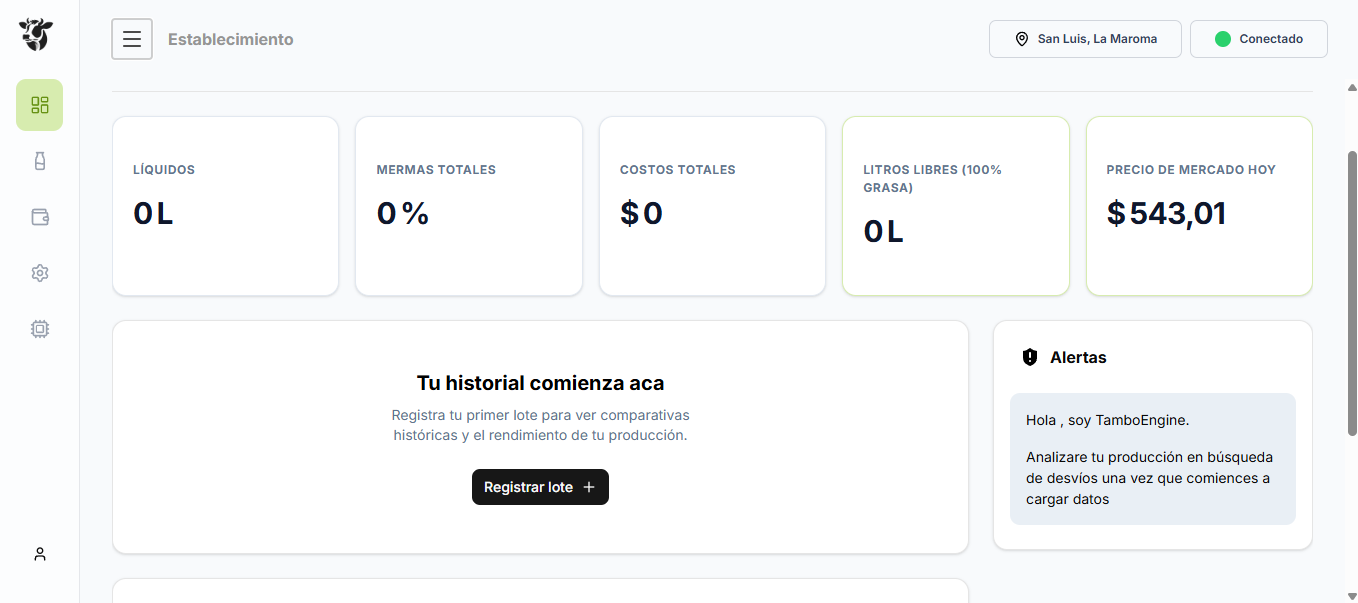 Establecimiento
San Luis, La Maroma
Conectado
LÍQUIDOS
0 L
MERMAS TOTALES
0 %
COSTOS TOTALES
$ 0
LITROS LIBRES (100%
GRASA)
0 L
PRECIO DE MERCADO HOY
$ 543,01
Tu historial comienza aca
Registra tu primer lote para ver comparativas
históricas y el rendimiento de tu producción.
Registrar lote +
Alertas
Hola , soy TamboEngine.
Analizare tu producción en búsqueda
de desvíos una vez que comiences a
cargar datos